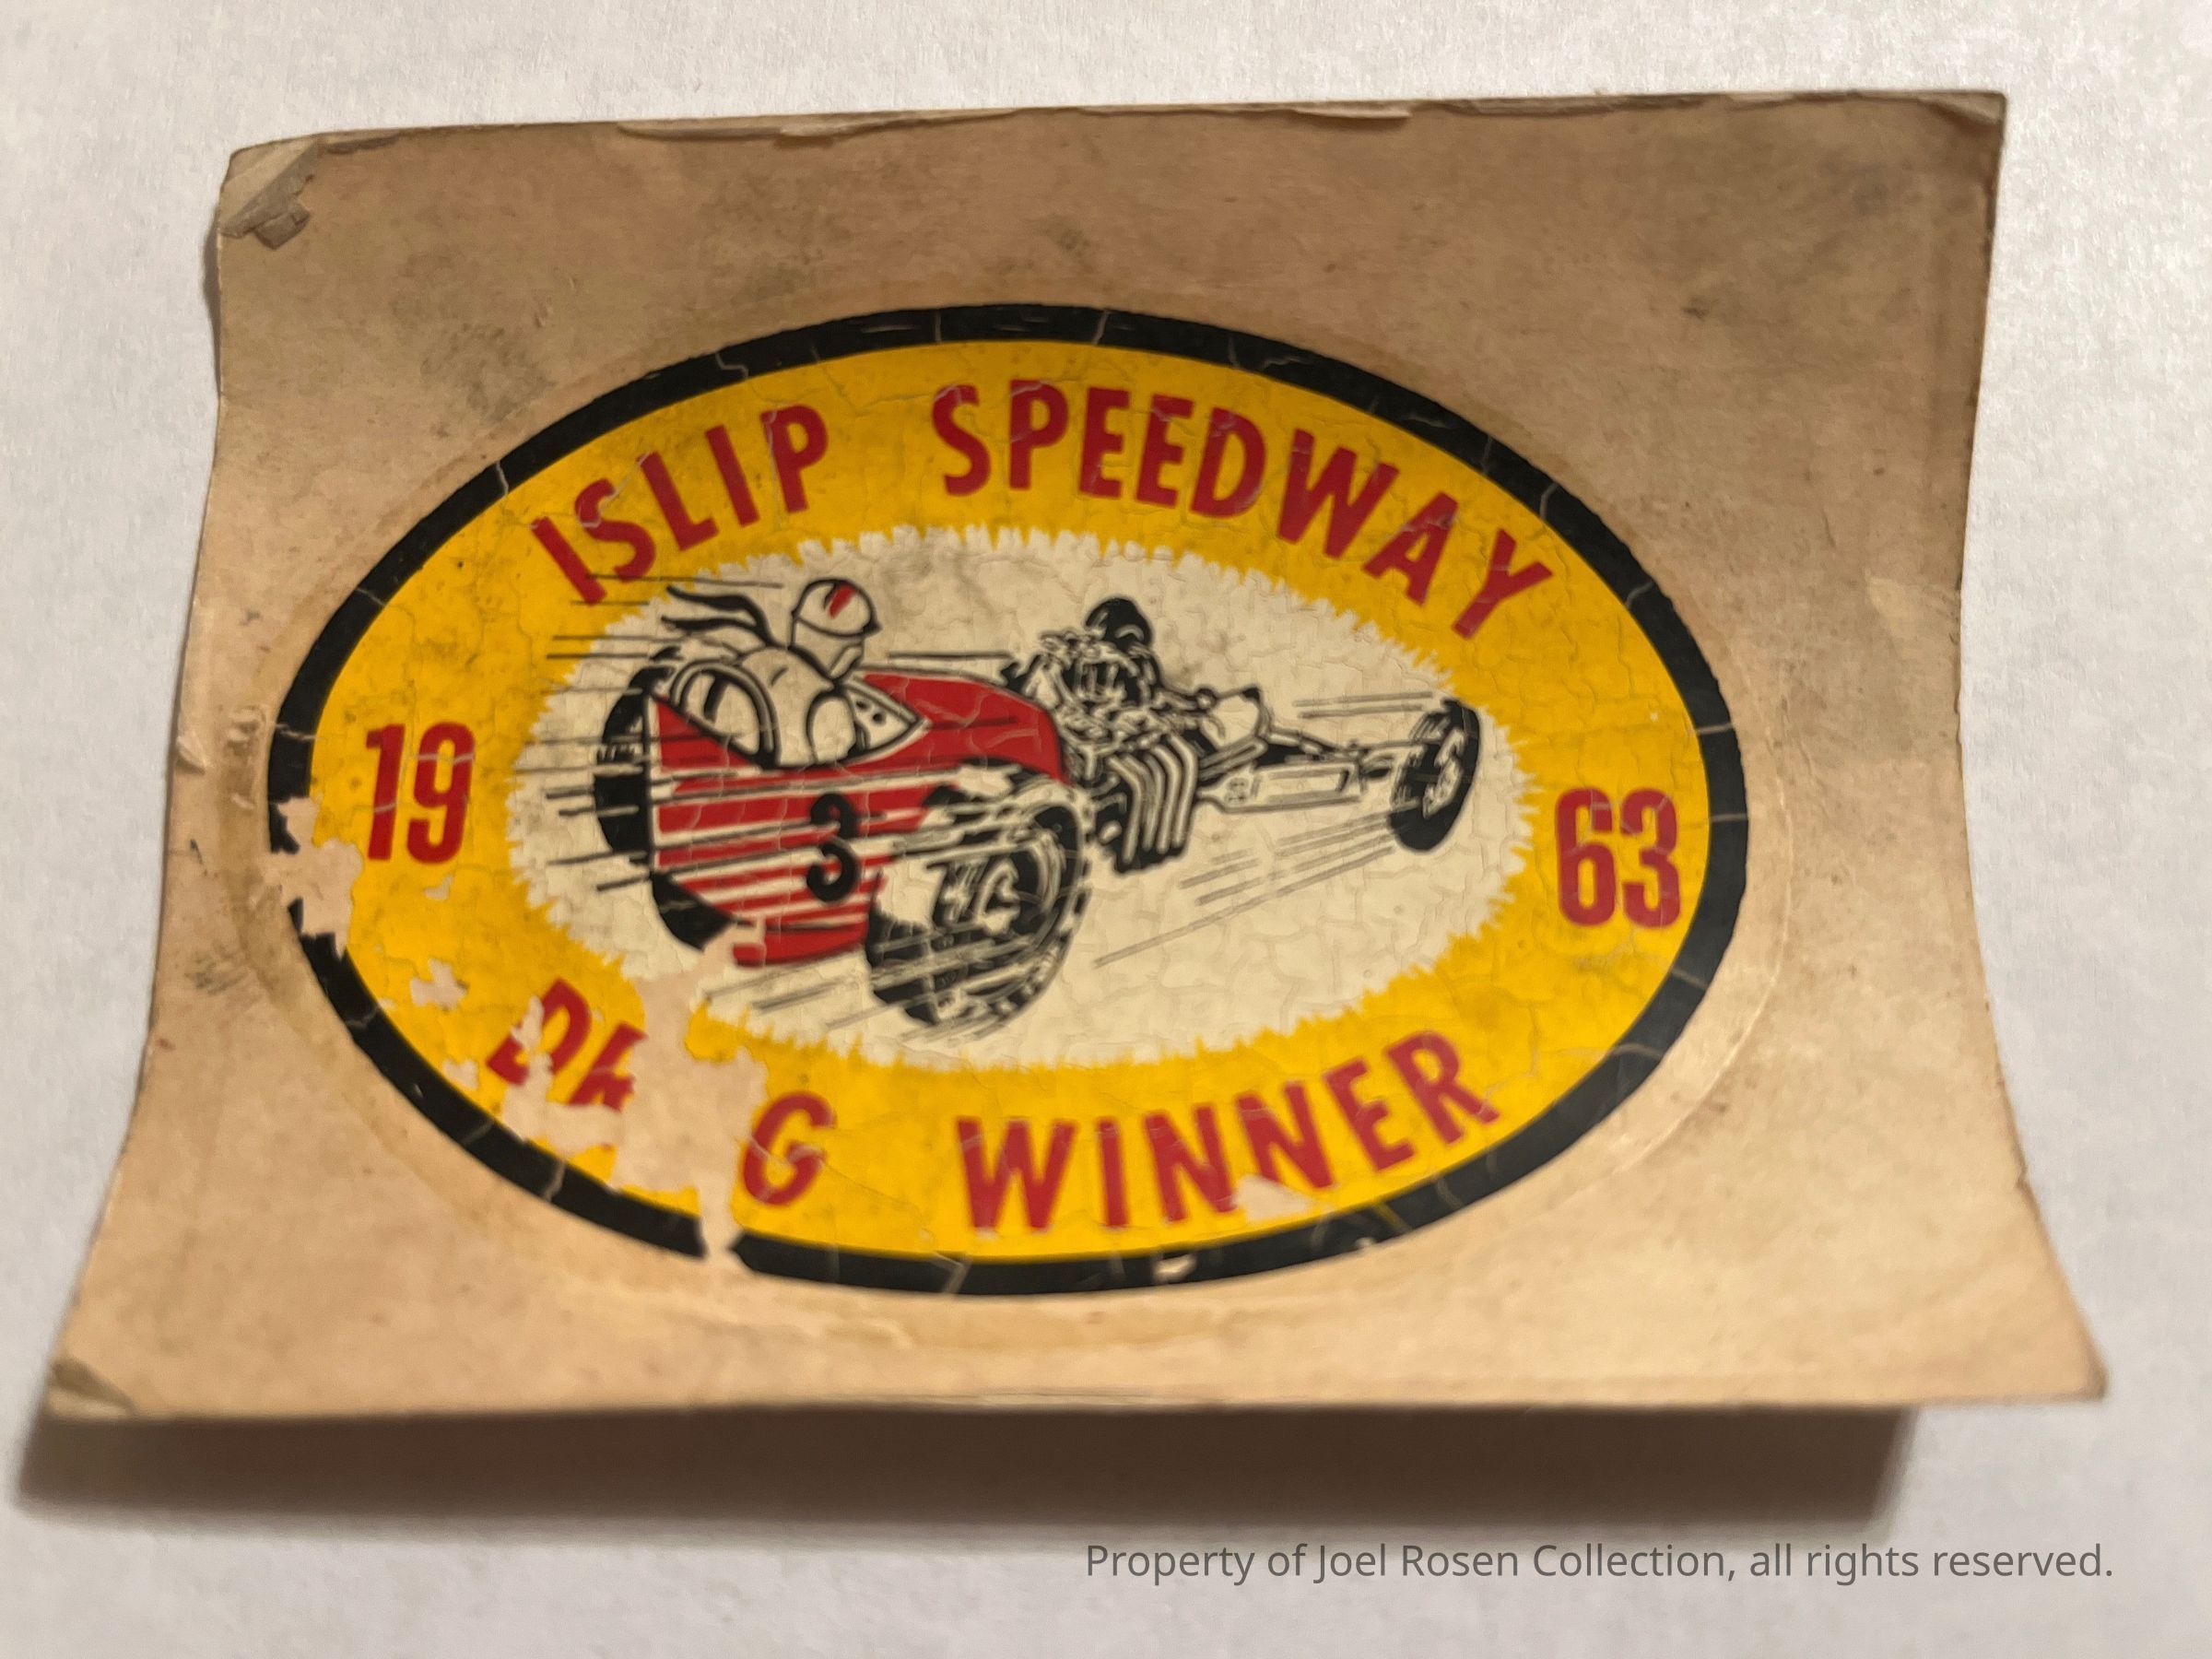 ISLIP SPEEDWAY
19 63
3
WINNER
Property of Joel Rosen Collection, all rights reserved.